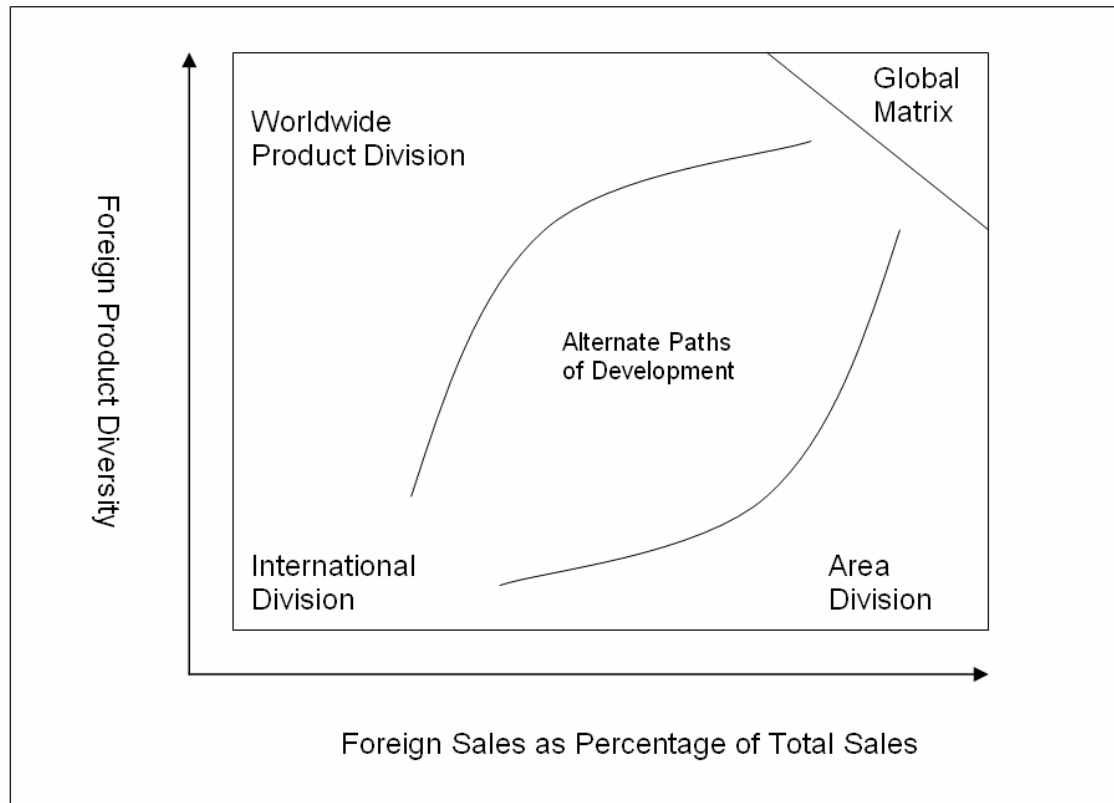 Global
Matrix
Worldwide
Product Division
Foreign Product Diversity
Alternate Paths
of Development
International
Division
Area
Division
Foreign Sales as Percentage of Total Sales